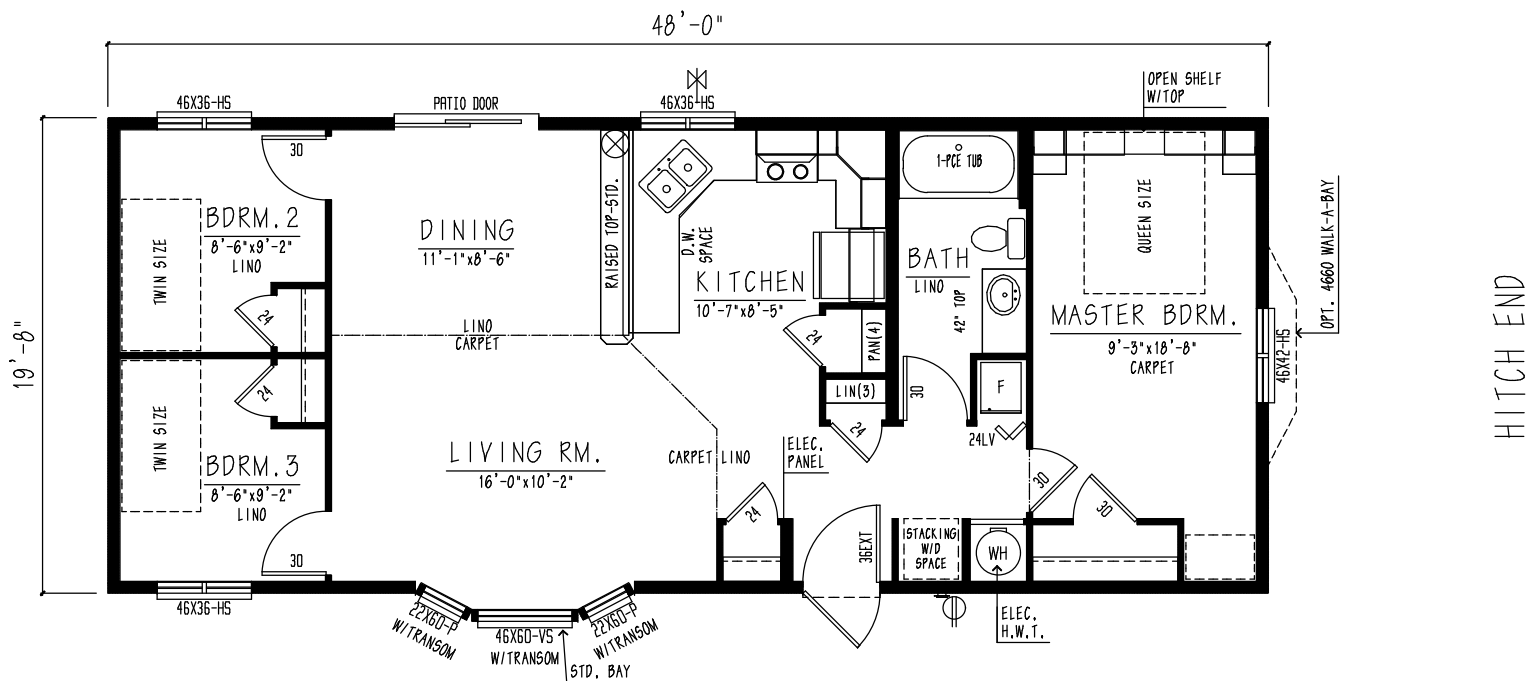 48'-0"
OPEN SHELF
W/TOP
46X36-HS
PATIO DOOR
46X36-HS
30
1-PCE TUB
BDRM. 2
8'-6"x9'-2"
LINO
TWIN SIZE
24
DINING
11'-1"x8'-6"
RAISED TOP-STD.
D.W.
SPACE
KITCHEN
10'-7"x8'-5"
BATH
LINO
42" TOP
QUEEN SIZE
MASTER BDRM.
9'-3"x18'-8"
CARPET
OPT. 4660 WALK-A-BAY
46X42-HS
HITCH END
19'-8"
LINO
CARPET
24
PAN(4)
LIN(3)
24
30
F
24LV
TWIN SIZE
24
BDRM. 3
8'-6"x9'-2"
LINO
30
LIVING RM.
16'-0"x10'-2"
CARPET LINO
ELEC.
PANEL
24
36EXT
STACKING
W/D
SPACE
WH
30
30
46X36-HS
22X60-P
W/TRANSOM
46X60-VS
W/TRANSOM
22X60-P
W/TRANSOM
STD. BAY
ELEC.
H.W.T.